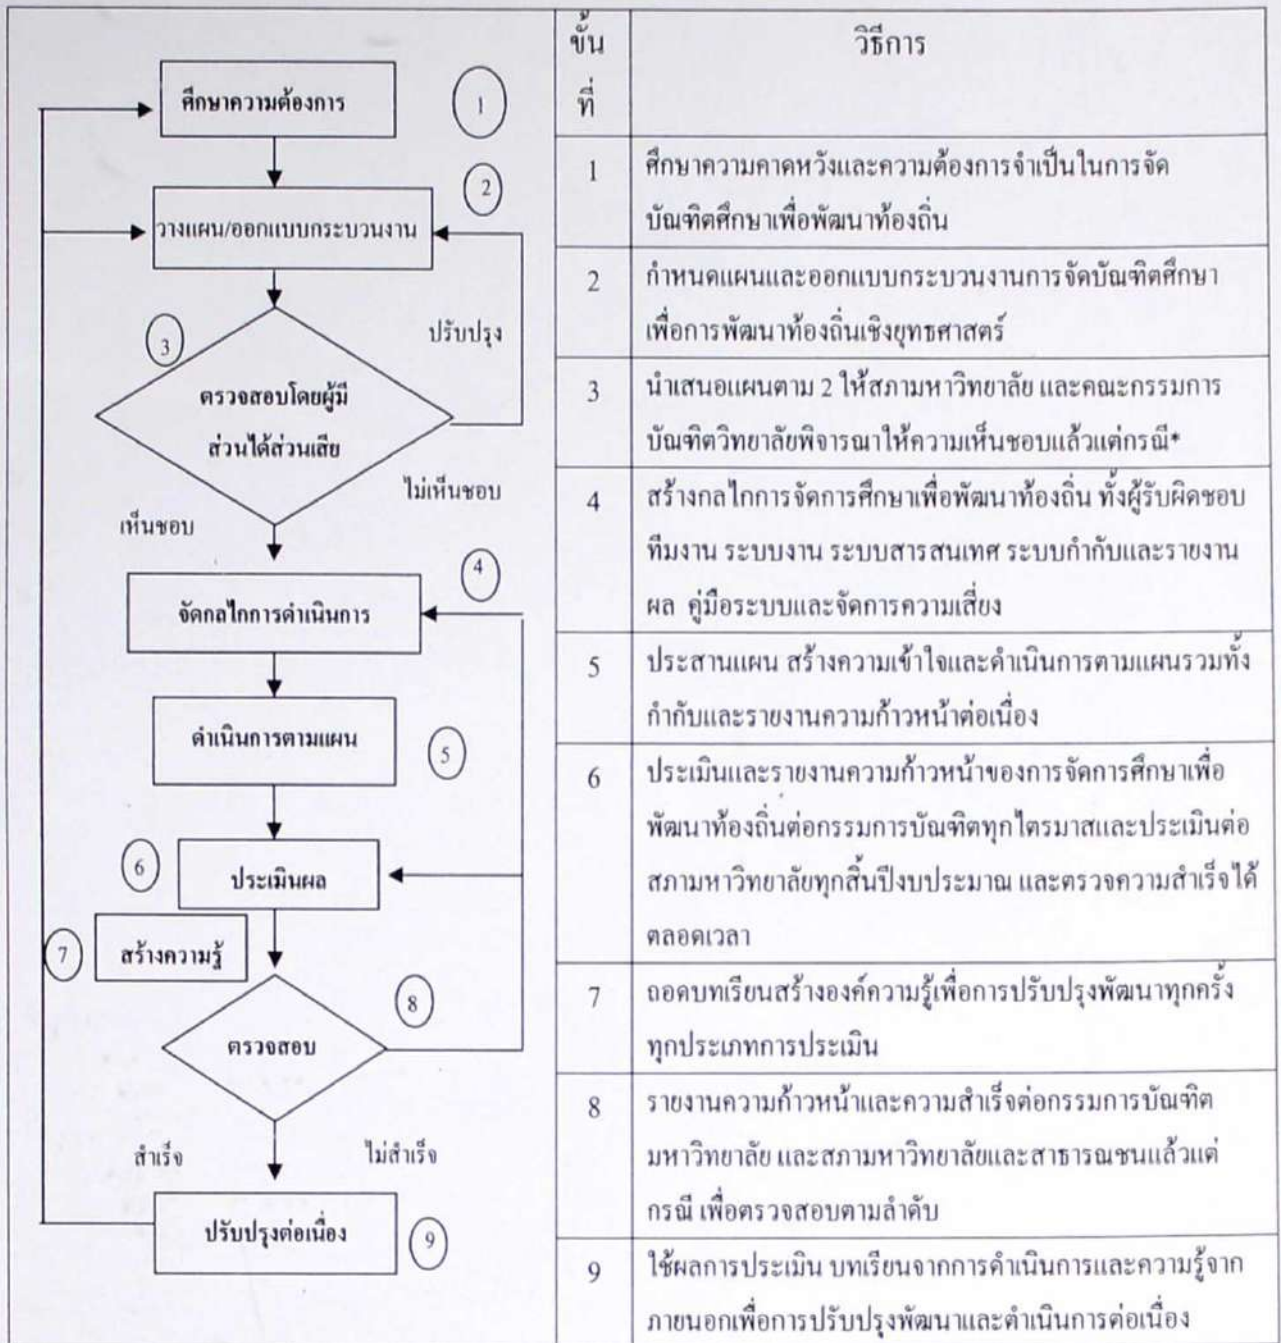 ศึกษาความต้องการ
1
2
วางแผน/ออกแบบกระบวนงาน
ปรับปรุง
3
ตรวจสอบโดยผู้มี
ส่วนได้ส่วนเสีย
ไม่เห็นชอบ
เห็นชอบ
4
จัดกลไกการดำเนินการ
ดำเนินการตามแผน
5
6
ประเมินผล
7
สร้างความรู้
8
ตรวจสอบ
สำเร็จ
ไม่สำเร็จ
ปรับปรุงต่อเนื่อง
9
ขั้น
ที่
วิธีการ
1
ศึกษาความคาดหวังและความต้องการจำเป็นในการจัด
บัณฑิตศึกษาเพื่อพัฒนาท้องถิ่น
2
กำหนดแผนและออกแบบกระบวนงานการจัดบัณฑิตศึกษา
เพื่อการพัฒนาท้องถิ่นเชิงยุทธศาสตร์
3
นำเสนอแผนตาม 2 ให้สภามหาวิทยาลัย และคณะกรรมการ
บัณฑิตวิทยาลัยพิจารณาให้ความเห็นชอบแล้วแต่กรณี*
4
สร้างกลไกการจัดการศึกษาเพื่อพัฒนาท้องถิ่น ทั้งผู้รับผิดชอบ
ทีมงาน ระบบงาน ระบบสารสนเทศ ระบบกำกับและรายงาน
ผล คู่มือระบบและจัดการความเสี่ยง
5
ประสานแผน สร้างความเข้าใจและดำเนินการตามแผนรวมทั้ง
กำกับและรายงานความก้าวหน้าต่อเนื่อง
6
ประเมินและรายงานความก้าวหน้าของการจัดการศึกษาเพื่อ
พัฒนาท้องถิ่นต่อกรรมการบัณฑิตทุกไตรมาสและประเมินต่อ
สภามหาวิทยาลัยทุกสิ้นปีงบประมาณ และตรวจความสำเร็จได้
ตลอดเวลา
7
ถอดบทเรียนสร้างองค์ความรู้เพื่อการปรับปรุงพัฒนาทุกครั้ง
ทุกประเภทการประเมิน
8
รายงานความก้าวหน้าและความสำเร็จต่อกรรมการบัณฑิต
มหาวิทยาลัย และสภามหาวิทยาลัยและสาธารณชนแล้วแต่
กรณี เพื่อตรวจสอบตามลำดับ
9
ใช้ผลการประเมิน บทเรียนจากการดำเนินการและความรู้จาก
ภายนอกเพื่อการปรับปรุงพัฒนาและดำเนินการต่อเนื่อง